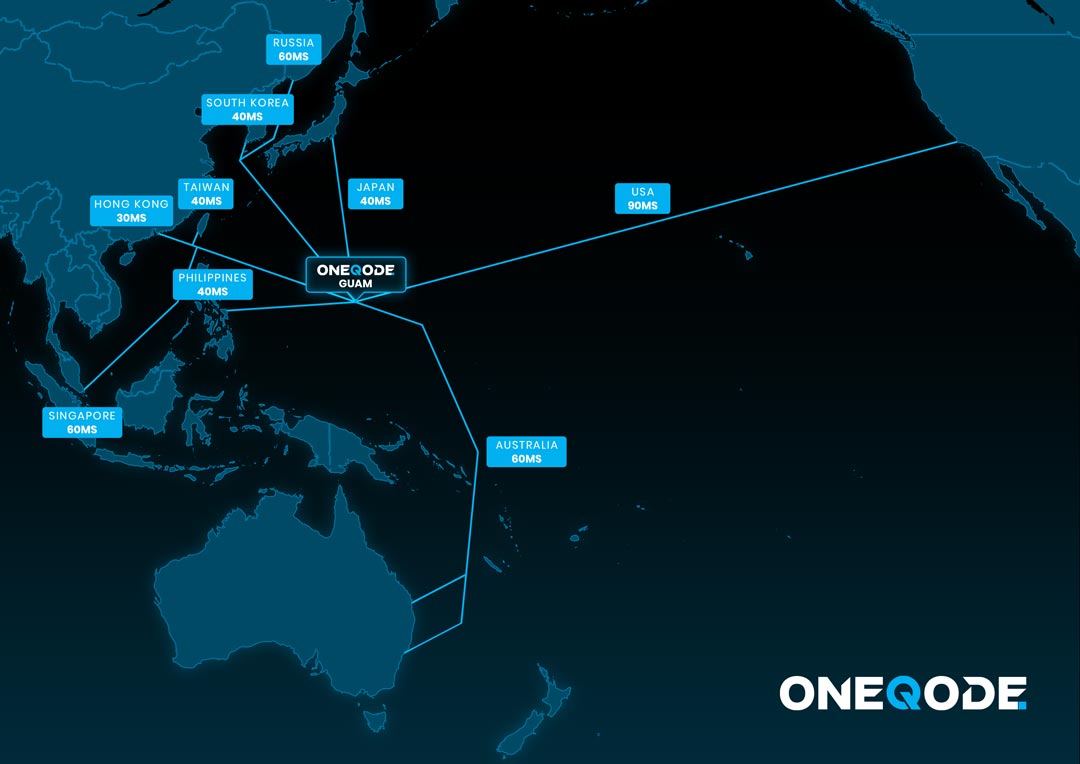 RUSSIA
60MS
SOUTH KOREA
40MS
TAIWAN
40MS
JAPAN
40MS
USA
90MS
HONG KONG
30MS
ONEQODE
GUAM
PHILIPPINES
40MS
SINGAPORE
60MS
AUSTRALIA
60MS
ONEQODE